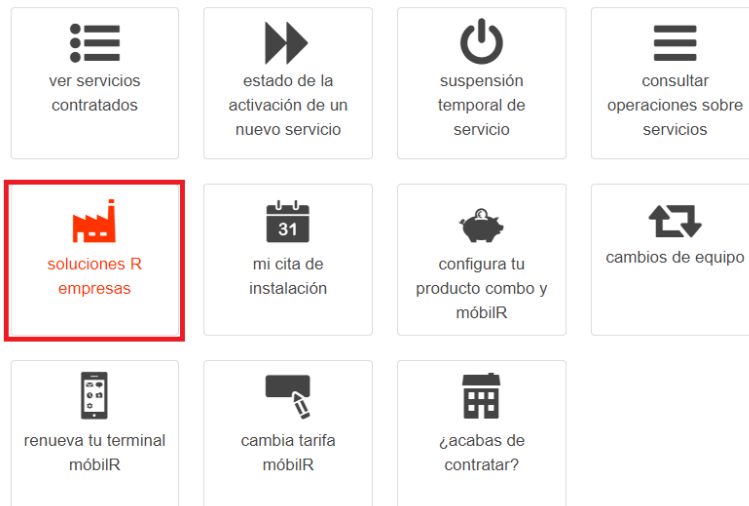 ver servicios
contratados
estado de la
activación de un
nuevo servicio
suspensión
temporal de
servicio
consultar
operaciones sobre
servicios
soluciones R
empresas
31
mi cita de
instalación
configura tu
producto combo y
móbilR
cambios de equipo
renueva tu terminal
móbilR
cambia tarifa
móbilR
¿acabas de
contratar?